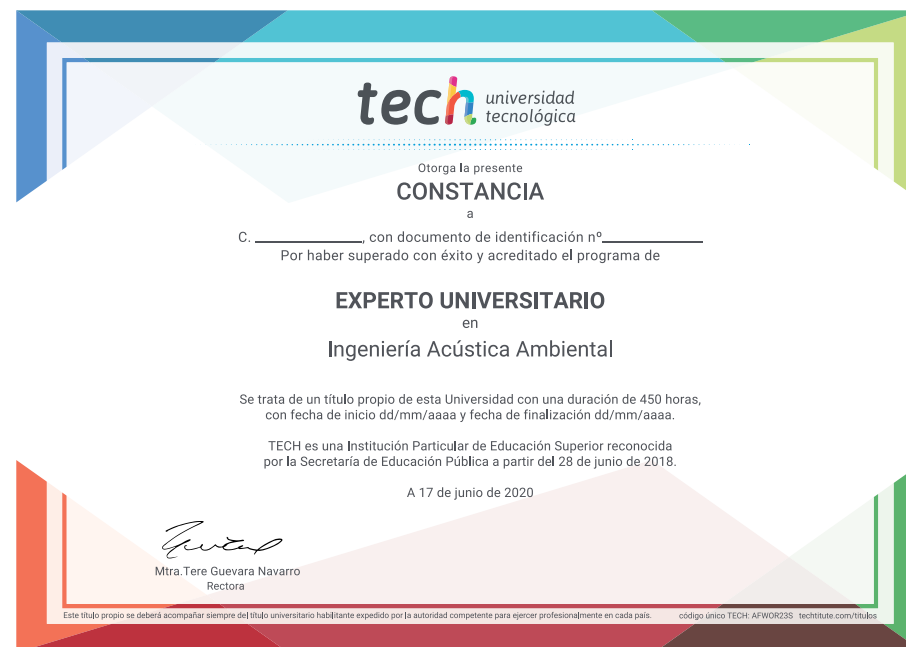 tech universidad
tecnológica
Otorga la presente
CONSTANCIA
a
C. ____________, con documento de identificación nº____________
Por haber superado con éxito y acreditado el programa de
EXPERTO UNIVERSITARIO
en
Ingeniería Acústica Ambiental
Se trata de un título propio de esta Universidad con una duración de 450 horas,
con fecha de inicio dd/mm/aaaa y fecha de finalización dd/mm/aaaa.
TECH es una Institución Particular de Educación Superior reconocida
por la Secretaría de Educación Pública a partir del 28 de junio de 2018.
A 17 de junio de 2020
Mtra.Tere Guevara Navarro
Rectora
Este título propio se deberá acompañar siempre del título universitario habilitante expedido por la autoridad competente para ejercer profesionalmente en cada país. código único TECH: AFWOR23S techtitute.com/titulos